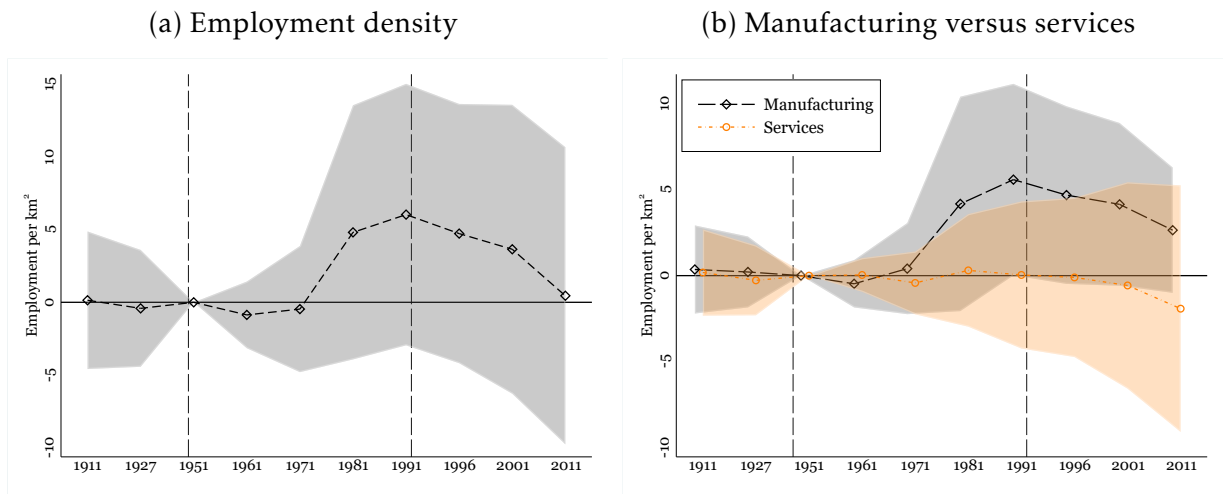 (a) Employment density
15
10
5
0
-5
-10
Employment per km²
1911 1927 1951 1961 1971 1981 1991 1996 2001 2011
(b) Manufacturing versus services
Manufacturing
Services
10
5
0
-5
-10
Employment per km²
1911 1927 1951 1961 1971 1981 1991 1996 2001 2011